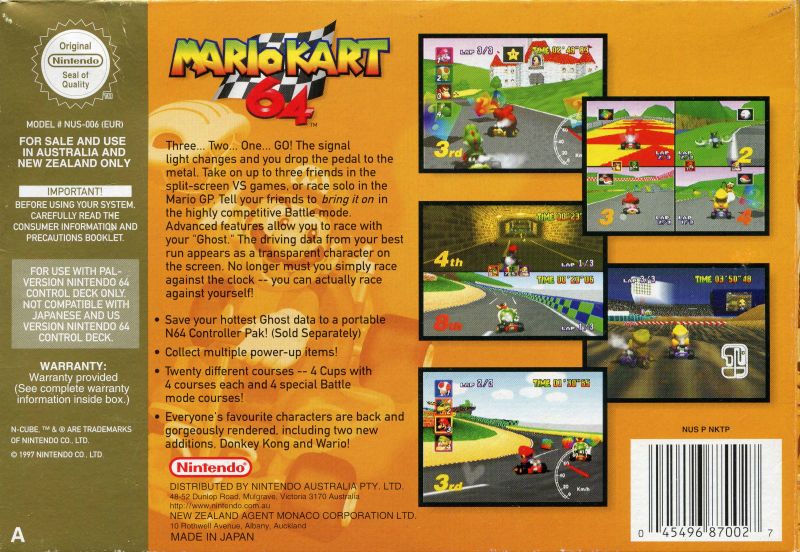 Original
Nintendo
Seal of
Quality
MODEL # NUS-006 (EUR)
FOR SALE AND USE
IN AUSTRALIA AND
NEW ZEALAND ONLY
IMPORTANT!
BEFORE USING YOUR SYSTEM,
CAREFULLY READ THE
CONSUMER INFORMATION AND
PRECAUTIONS BOOKLET.
FOR USE WITH PAL-
VERSION NINTENDO 64
CONTROL DECK ONLY.
NOT COMPATIBLE WITH
JAPANESE AND US
VERSION NINTENDO 64
CONTROL DECK.
WARRANTY:
Warranty provided
(See complete warranty
information inside box.)
N-CUBE, ™ & ® ARE TRADEMARKS
OF NINTENDO CO., LTD.
© 1997 NINTENDO CO., LTD
A
MARIO KART
64
™
Three... Two... One... GO! The signal
light changes and you drop the pedal to the
metal. Take on up to three friends in the
split-screen VS games, or race solo in the
Mario GP. Tell your friends to bring it on in
the highly competitive Battle mode.
Advanced features allow you to race with
your "Ghost." The driving data from your best
run appears as a transparent character on
the screen. No longer must you simply race
against the clock -- you can actually race
against yourself!
• Save your hottest Ghost data to a portable
N64 Controller Pak! (Sold Separately)
• Collect multiple power-up items!
• Twenty different courses -- 4 Cups with
4 courses each and 4 special Battle
mode courses!
• Everyone's favourite characters are back and
gorgeously rendered, including two new
additions, Donkey Kong and Wario!
Nintendo®
DISTRIBUTED BY NINTENDO AUSTRALIA PTY. LTD.
48-52 Dunlop Road, Mulgrave, Victoria 3170 Australia
http://www.nintendo.com.au
NEW ZEALAND AGENT MONACO CORPORATION LTD.
10 Rothwell Avenue, Albany, Auckland
MADE IN JAPAN
LAP 3/3
3rd
LAP 2/3
2
3
4
4th
LAP 1/3
8th
LAP 1/3
3/3
TIME 03'50"48
LAP 2/2
3rd
Km/h
NUS P NKTP
0 45496 87002 7